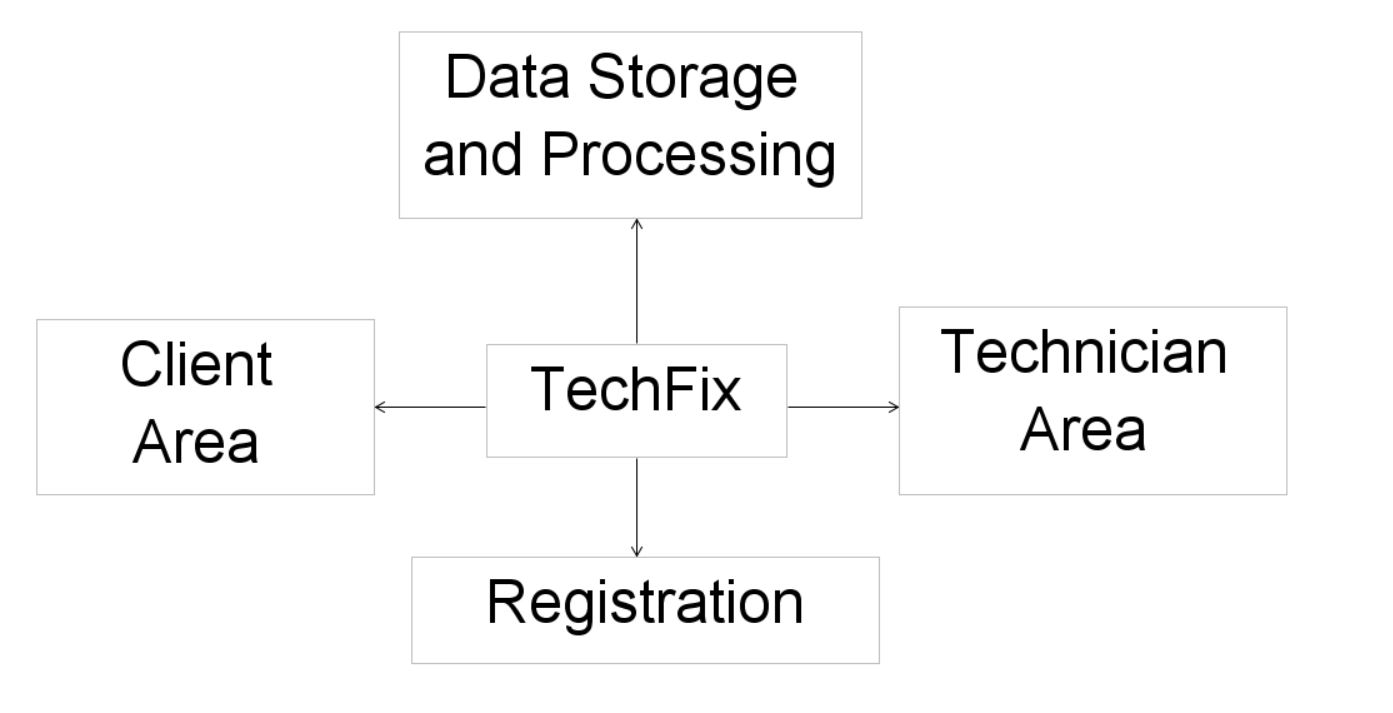 Data Storage
and Processing
Client
Area
TechFix
Technician
Area
Registration